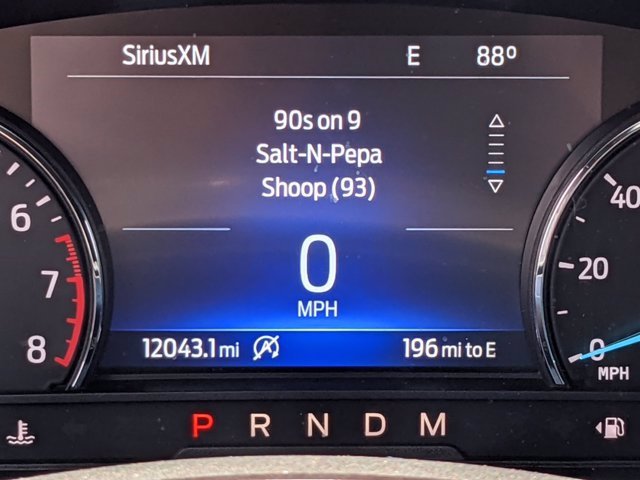 SiriusXM E 88°
90s on 9
Salt-N-Pepa
Shoop (93)
0
MPH
12043.1 mi A 196 mi to E
6
7
8
40
20
0
MPH
P R N D M